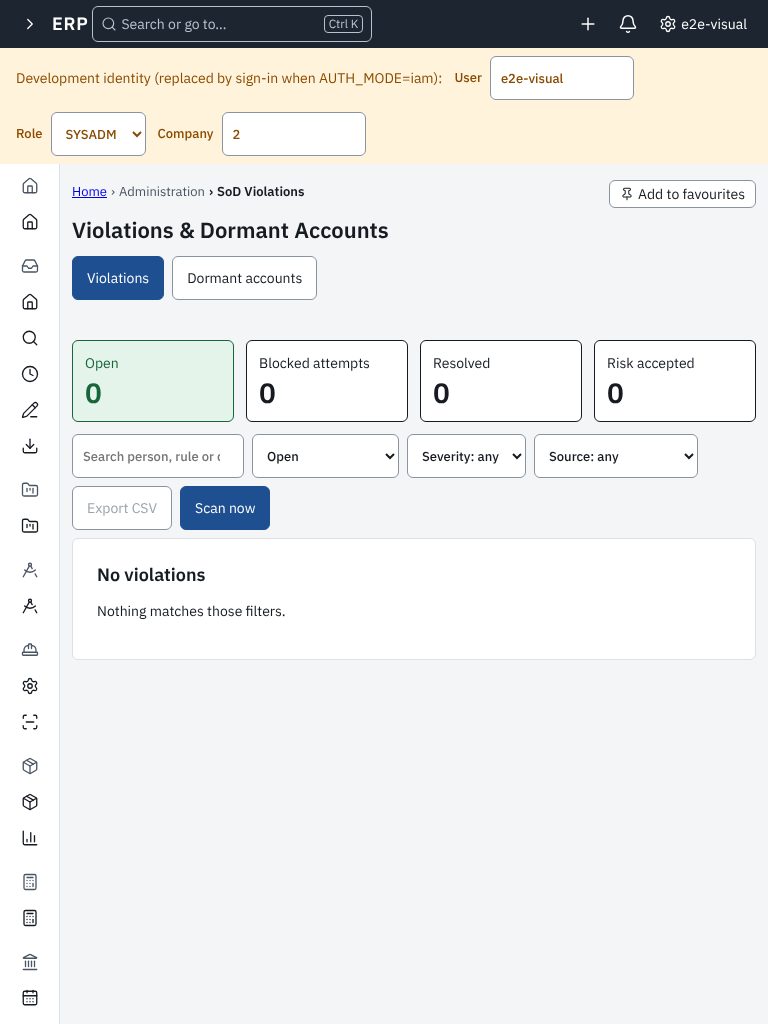 ERP Search or go to... Ctrl K e2e-visual
Development identity (replaced by sign-in when AUTH_MODE=iam): User e2e-visual
Role SYSADM Company 2
Home › Administration › SoD Violations Add to favourites
Violations & Dormant Accounts
Violations Dormant accounts
Open Blocked attempts Resolved Risk accepted
0 0 0 0
Search person, rule or Open Severity: any Source: any
Export CSV Scan now
No violations
Nothing matches those filters.